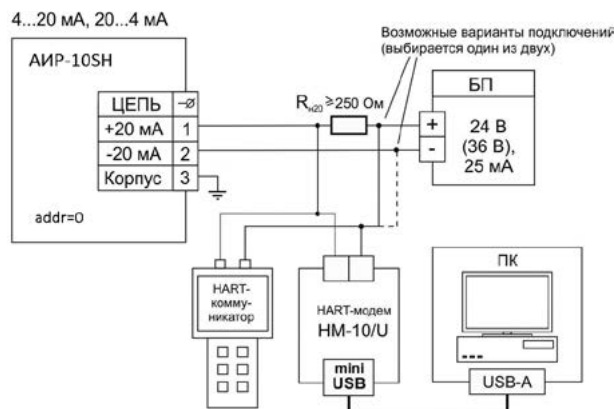 4...20 мА, 20...4 мА
Возможные варианты подключений
(выбирается один из двух)
АИР-10SH
ЦЕПЬ
+20 мА 1
-20 мА 2
Корпус 3
addr=0
Rн20 ≥250 Ом
БП
+
-
24 В
(36 В),
25 мА
HART-
комму-
никатор
HART-модем
HM-10/U
mini
USB
ПК
USB-A